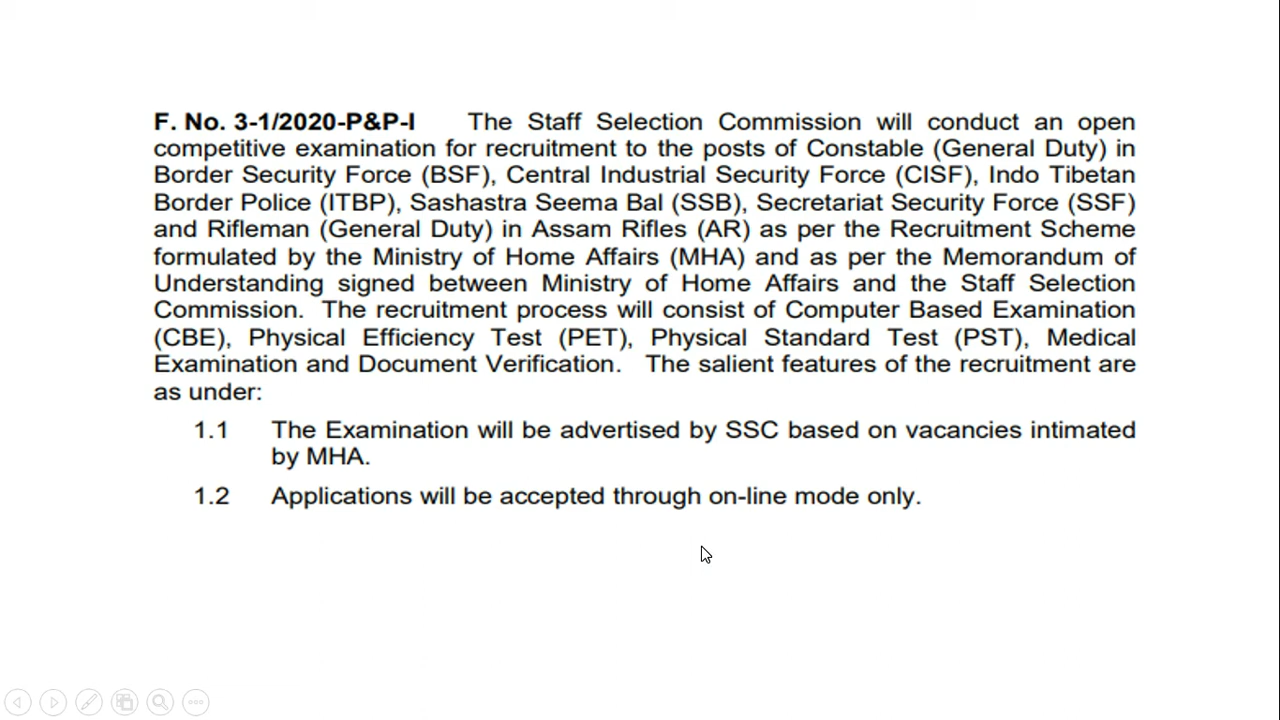 F. No. 3-1/2020-P&P-I The Staff Selection Commission will conduct an open
competitive examination for recruitment to the posts of Constable (General Duty) in
Border Security Force (BSF), Central Industrial Security Force (CISF), Indo Tibetan
Border Police (ITBP), Sashastra Seema Bal (SSB), Secretariat Security Force (SSF)
and Rifleman (General Duty) in Assam Rifles (AR) as per the Recruitment Scheme
formulated by the Ministry of Home Affairs (MHA) and as per the Memorandum of
Understanding signed between Ministry of Home Affairs and the Staff Selection
Commission. The recruitment process will consist of Computer Based Examination
(CBE), Physical Efficiency Test (PET), Physical Standard Test (PST), Medical
Examination and Document Verification. The salient features of the recruitment are
as under:
1.1 The Examination will be advertised by SSC based on vacancies intimated
by MHA.
1.2 Applications will be accepted through on-line mode only.